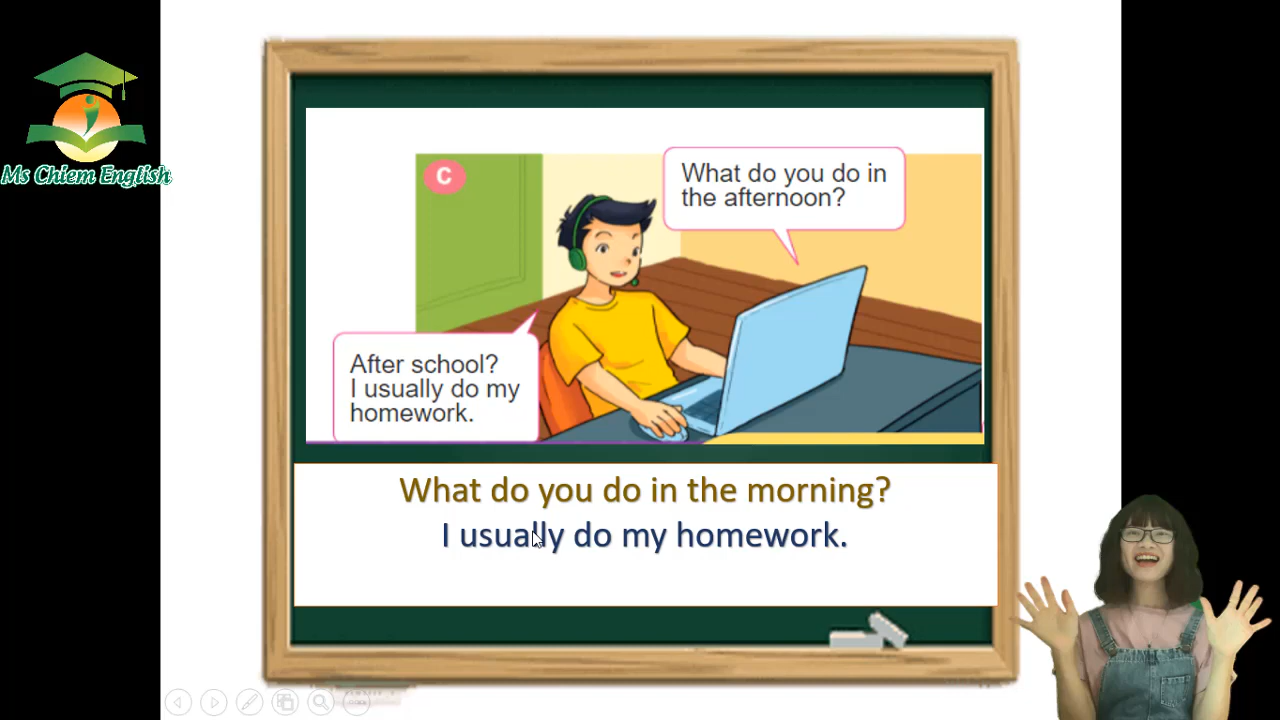 Ms Chiem English
C
What do you do in
the afternoon?
After school?
I usually do my
homework.
What do you do in the morning?
I usually do my homework.